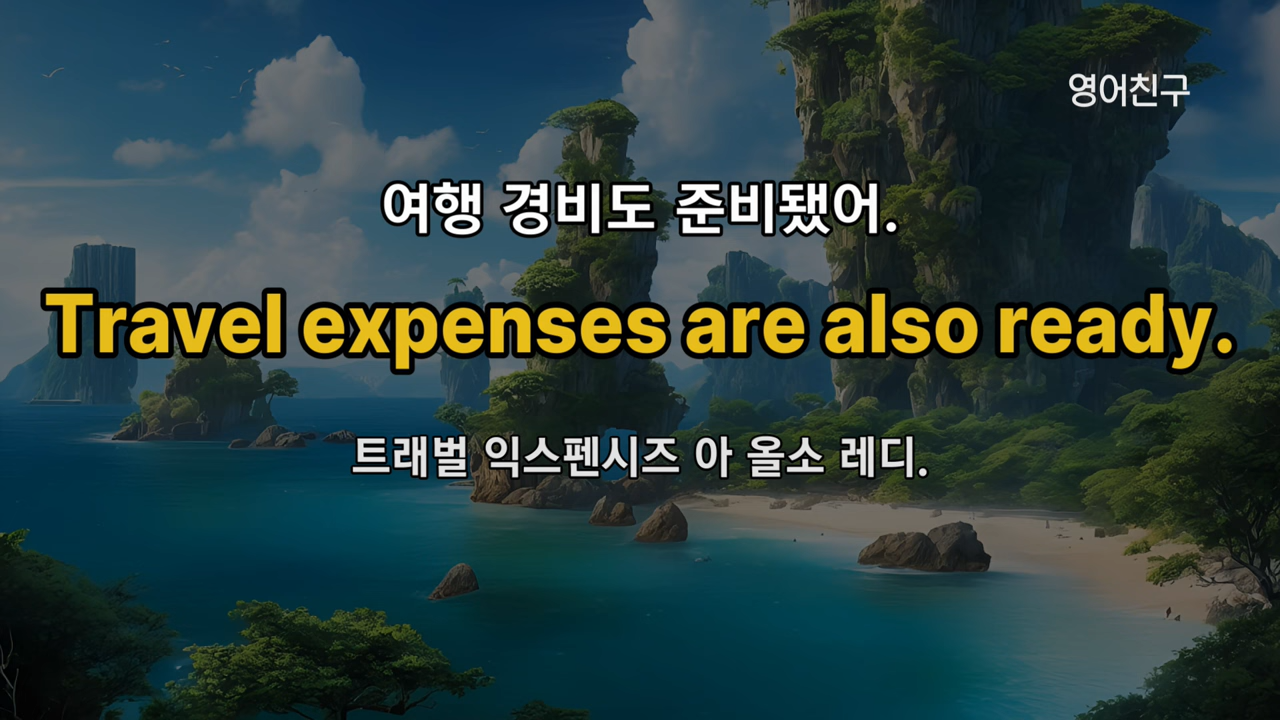 영어친구
여행 경비도 준비됐어.
Travel expenses are also ready.
트래벌 익스펜시즈 아 올소 레디.